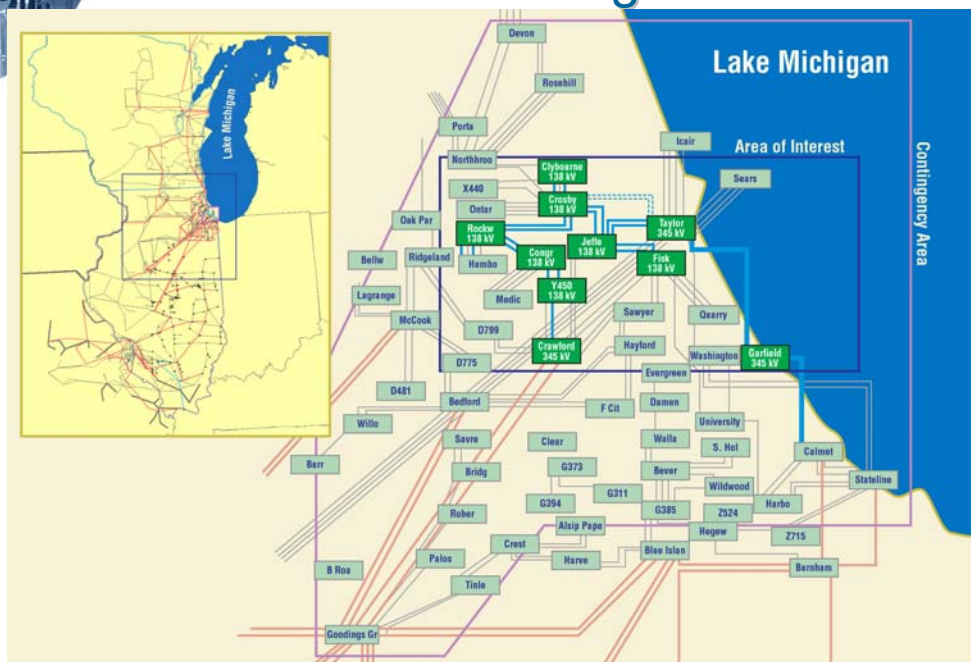 Devon
Lake Michigan
Lake Michigan
Rosehill
Porta
Icair
Area of Interest
Northbroo
Clybourne
138 kV
Sears
Contingency Area
X440
Crosby
138 kV
Ontar
Oak Par
Rockw
138 kV
Taylor
345 kV
Jeffe
138 kV
Bellw
Ridgeland
Humbo
Congr
138 kV
Fisk
138 kV
Lagrange
Medic
Y450
138 kV
McCook
D799
Sawyer
Quarry
Crawford
345 kV
Hayford
Washington
Garfield
345 kV
D775
Evergreen
D481
Bedford
F Cit
Damen
Willo
University
Savre
Clear
Walla
S. Hol
Calmet
Barr
Bridg
G373
Bever
Wildwood
Stateline
G311
G394
Harbo
Rober
G385
Z524
Alsip Pape
Hegew
Z715
Crest
Blue Islan
B Roa
Palos
Harve
Burnham
Tinle
Goodings Gr